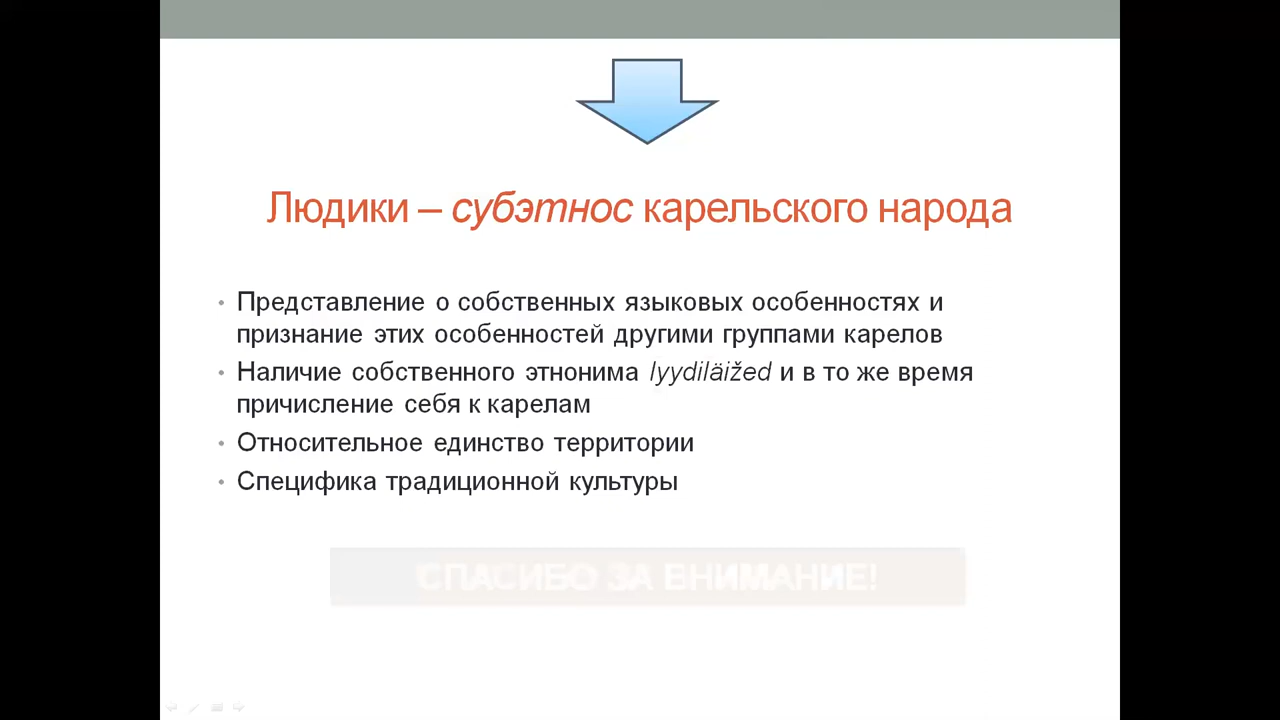 Людики – субэтнос карельского народа
• Представление о собственных языковых особенностях и
признание этих особенностей другими группами карелов
• Наличие собственного этнонима lyydiläižed и в то же время
причисление себя к карелам
• Относительное единство территории
• Специфика традиционной культуры
СПАСИБО ЗА ВНИМАНИЕ!